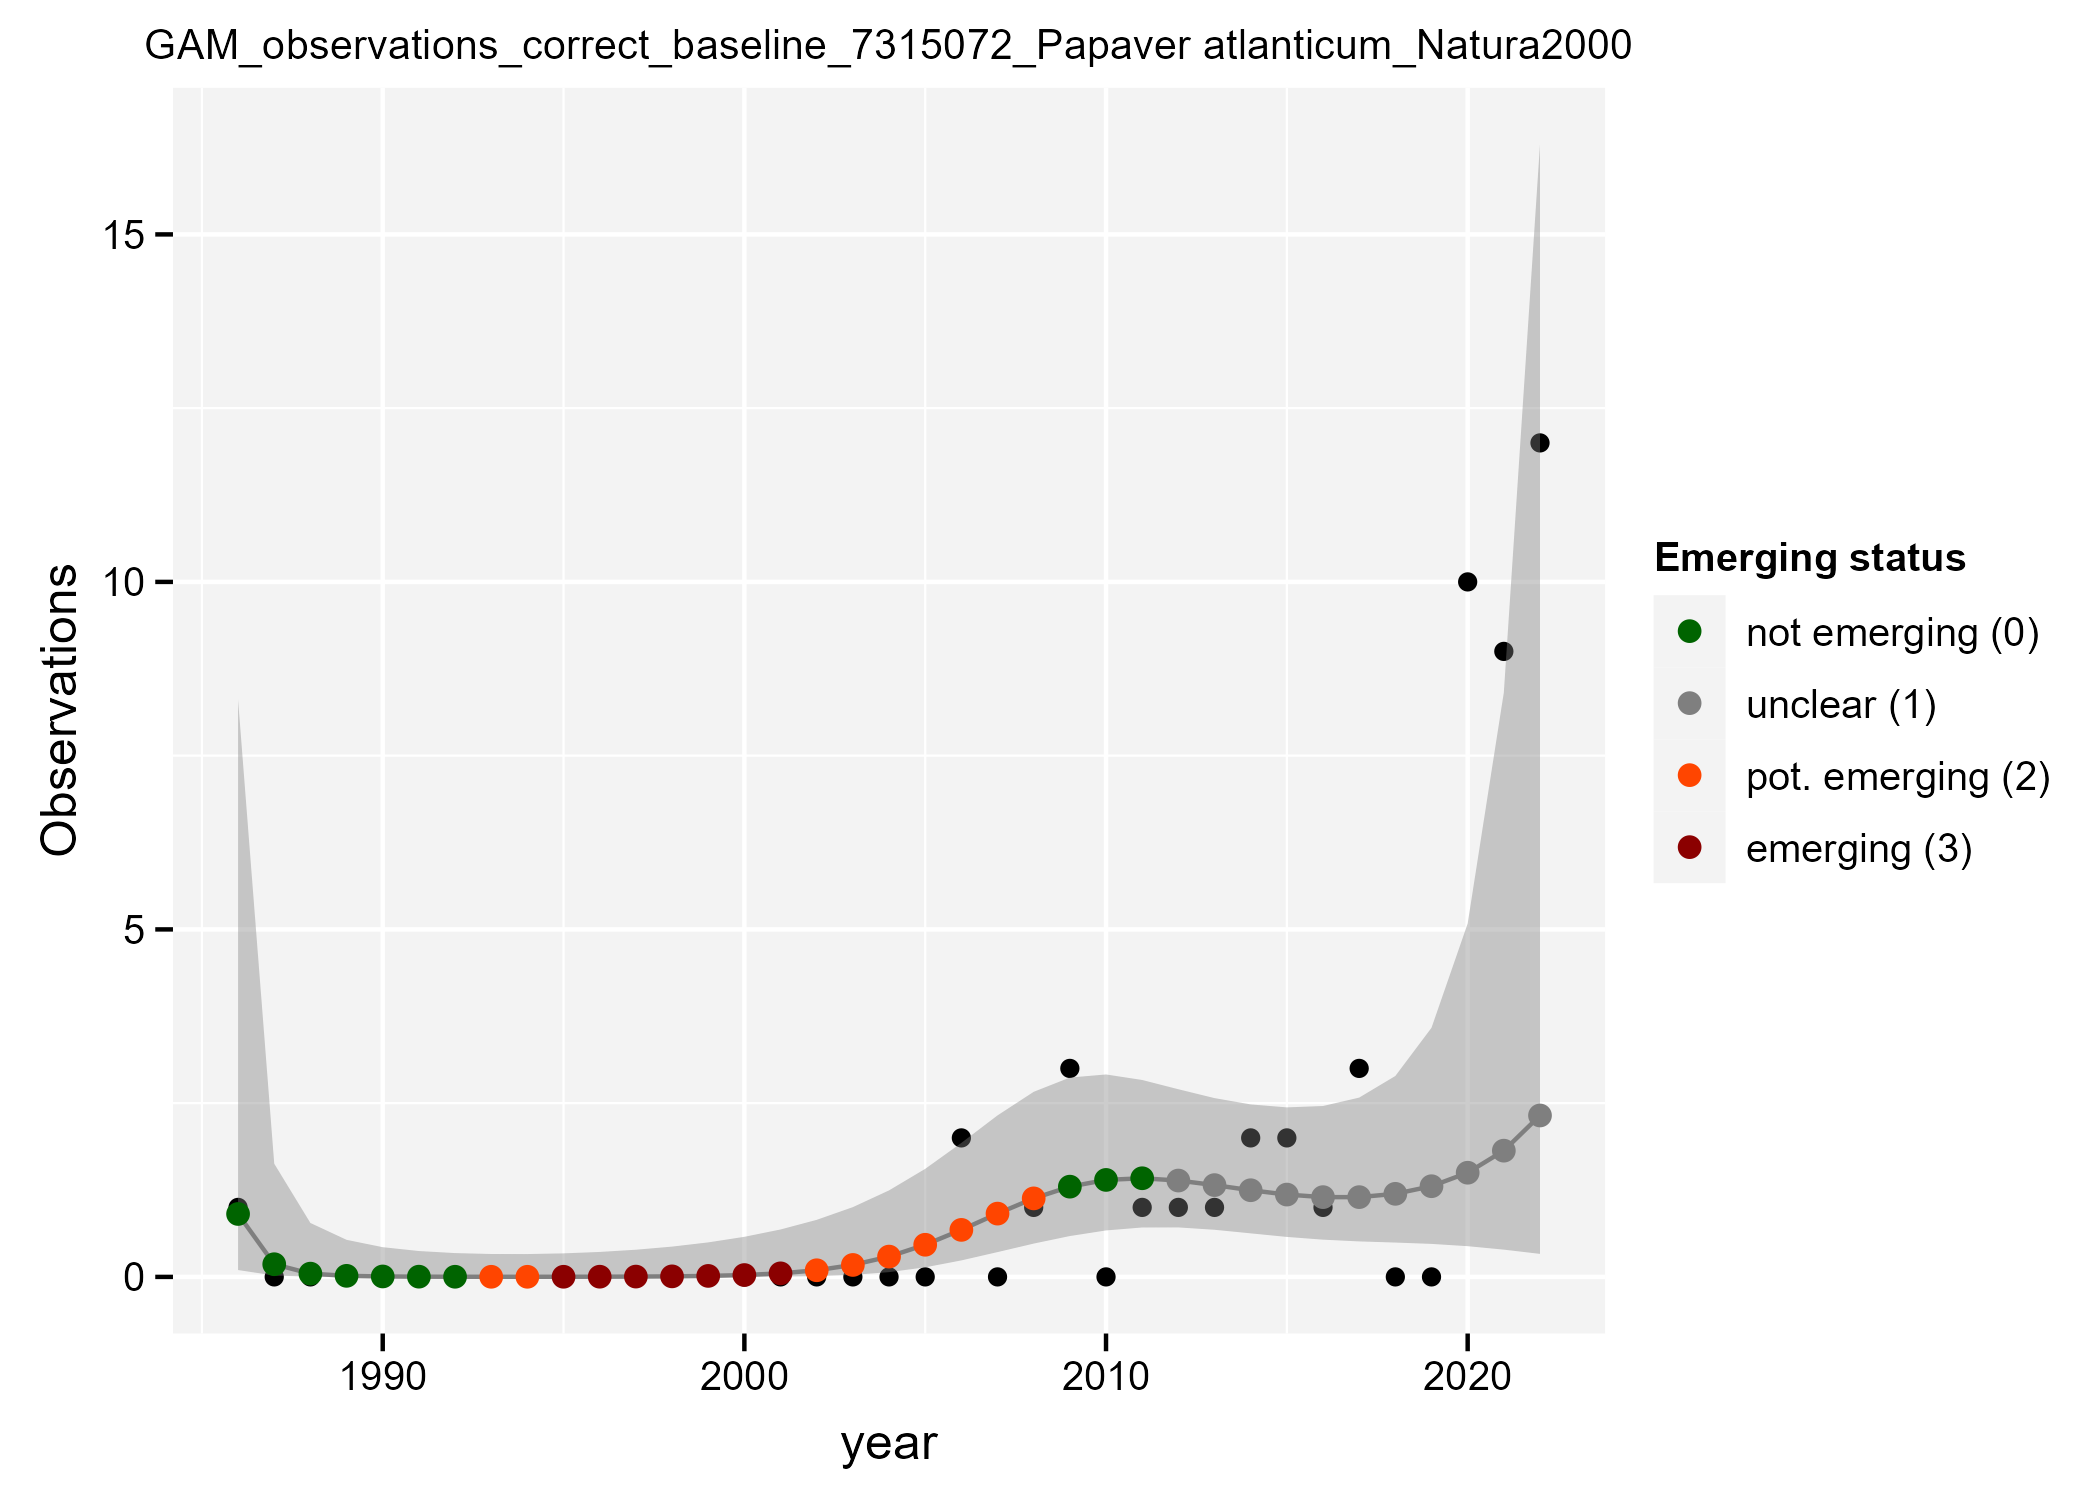 GAM_observations_correct_baseline_7315072_Papaver atlanticum_Natura2000
15
10
5
0
Observations
1990
2000
2010
2020
year
Emerging status
not emerging (0)
unclear (1)
pot. emerging (2)
emerging (3)